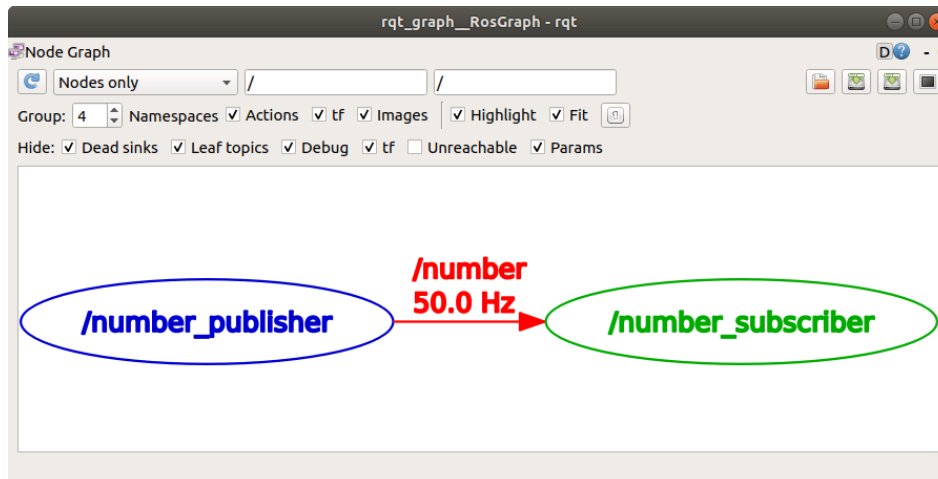 rqt_graph__RosGraph - rqt
Node Graph D -
Nodes only / /
Group: 4 Namespaces Actions tf Images Highlight Fit
Hide: Dead sinks Leaf topics Debug tf Unreachable Params
/number
50.0 Hz
/number_publisher /number_subscriber